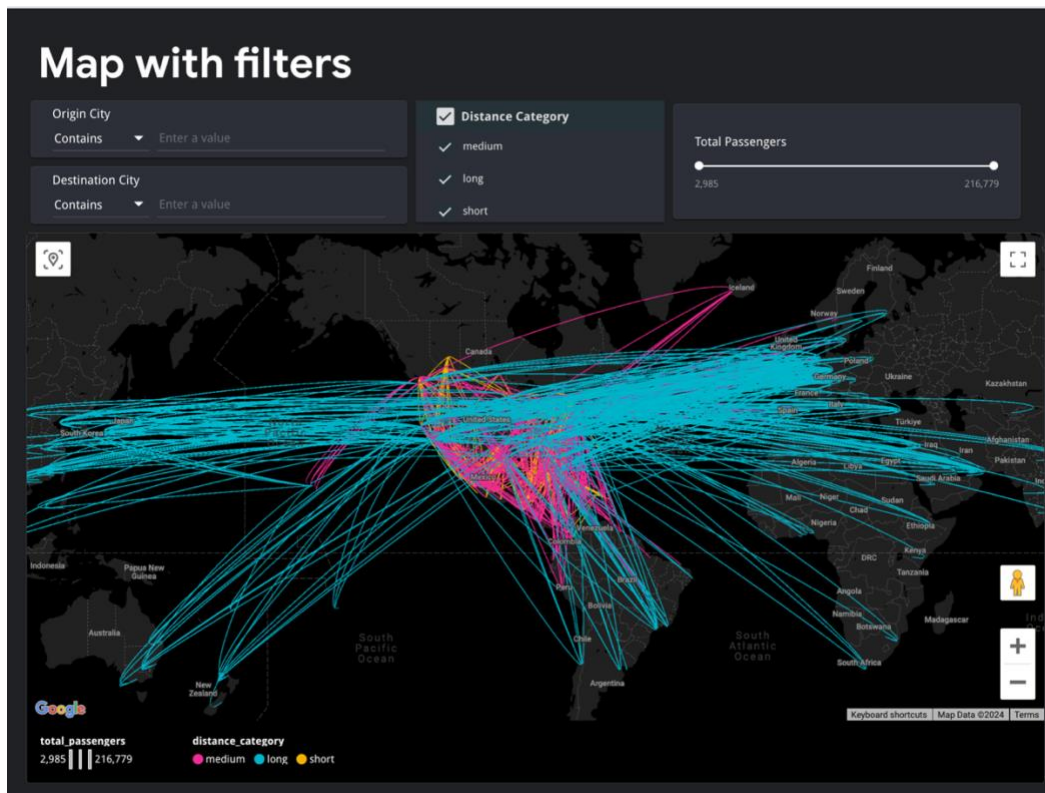 Map with filters
Origin City
Contains Enter a value
Destination City
Contains Enter a value
Distance Category
medium
long
short
Total Passengers
2,985 216,779
Finland
Iceland
Sweden
Norway
Canada
United
Kingdom
Poland
Germany
Ukraine
Kazakhstan
France
Spain
Italy
Türkiye
United States
Japan
South Korea
Iraq
Iran
Afghanistan
Pakistan
Algeria
Libya
Egypt
Saudi Arabia
Mexico
Mali
Niger
Sudan
Chad
Nigeria
Ethiopia
Venezuela
Colombia
DRC
Kenya
Tanzania
Indonesia
Papua New
Guinea
Peru
Brazil
Bolivia
Angola
Namibia
Botswana
Madagascar
Australia
Chile
South
Pacific
Ocean
South
Atlantic
Ocean
South Africa
New
Zealand
Argentina
Google
Keyboard shortcuts Map Data ©2024 Terms
total_passengers
2,985 216,779
distance_category
medium long short